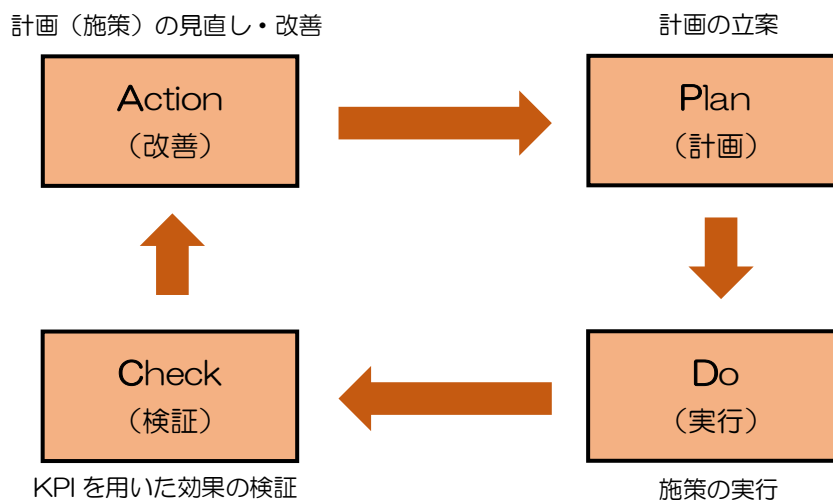 計画（施策）の見直し・改善
Action
（改善）
計画の立案
Plan
（計画）
Check
（検証）
KPIを用いた効果の検証
Do
（実行）
施策の実行